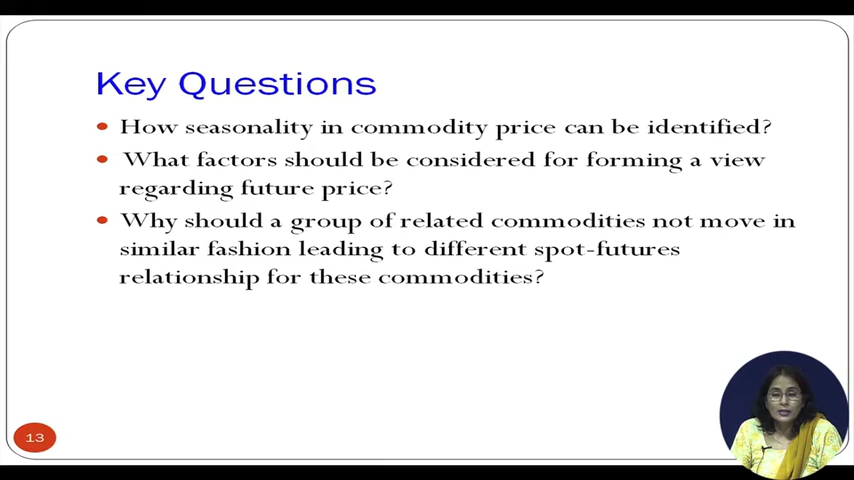 Key Questions
How seasonality in commodity price can be identified?
What factors should be considered for forming a view
regarding future price?
Why should a group of related commodities not move in
similar fashion leading to different spot-futures
relationship for these commodities?
13